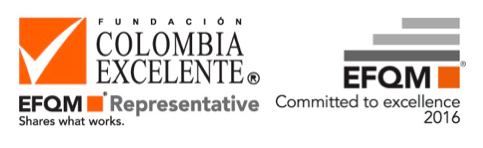 FUNDACIÓN
COLOMBIA
EXCELENTE®
EFQM® Representative
Shares what works.
EFQM®
Committed to excellence
2016